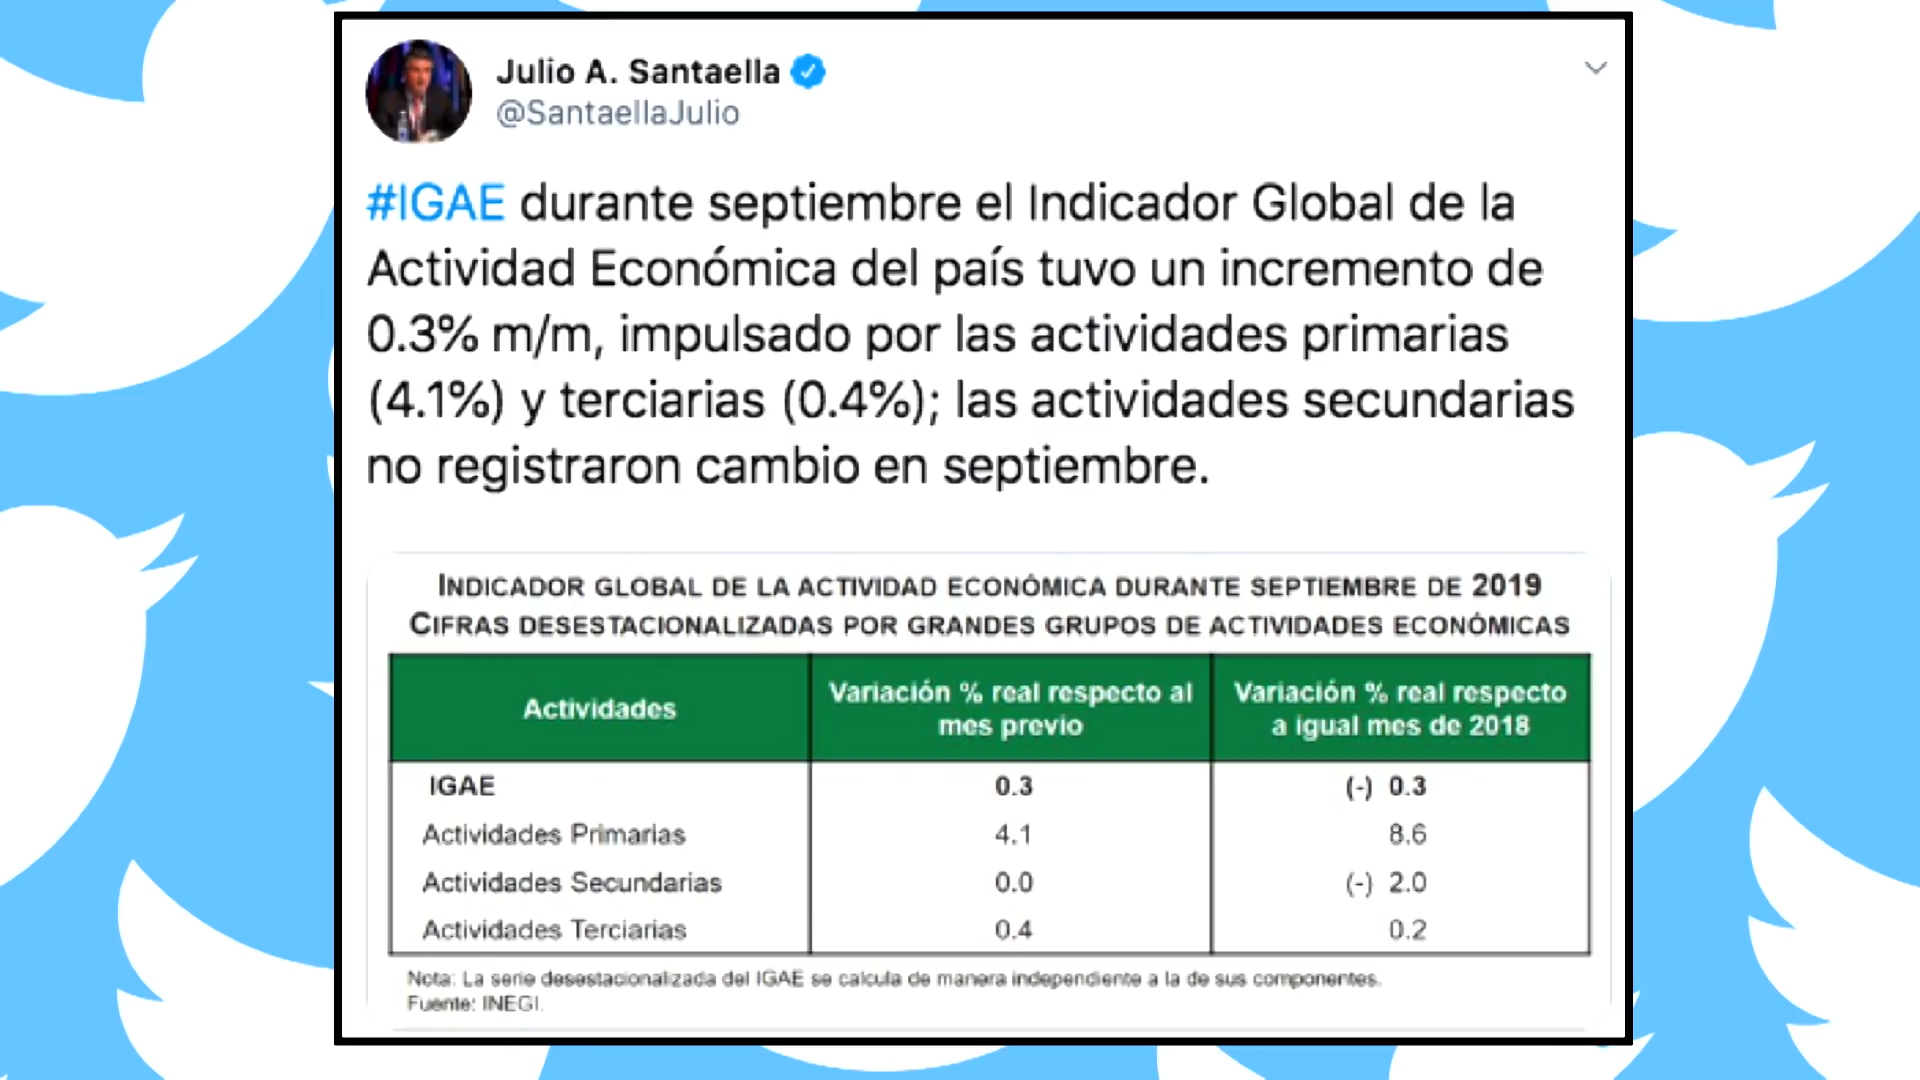 Julio A. Santaella
@SantaellaJulio
#IGAE durante septiembre el Indicador Global de la
Actividad Económica del país tuvo un incremento de
0.3% m/m, impulsado por las actividades primarias
(4.1%) y terciarias (0.4%); las actividades secundarias
no registraron cambio en septiembre.
INDICADOR GLOBAL DE LA ACTIVIDAD ECONÓMICA DURANTE SEPTIEMBRE DE 2019
CIFRAS DESESTACIONALIZADAS POR GRANDES GRUPOS DE ACTIVIDADES ECONÓMICAS
Actividades
Variación % real respecto al
mes previo
Variación % real respecto
a igual mes de 2018
IGAE 0.3 (-) 0.3
Actividades Primarias 4.1 8.6
Actividades Secundarias 0.0 (-) 2.0
Actividades Terciarias 0.4 0.2
Nota: La serie desestacionalizada del IGAE se calcula de manera independiente a la de sus componentes.
Fuente: INEGI.